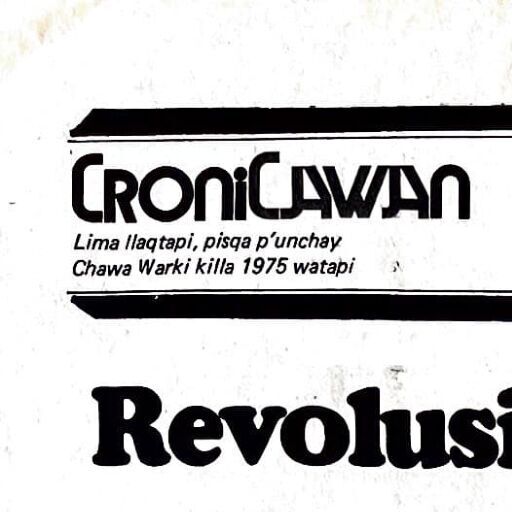 CRONICAWAN
Lima llaqtapi, pisqa p'unchay
Chawa Warki killa 1975 watapi
Revolusi